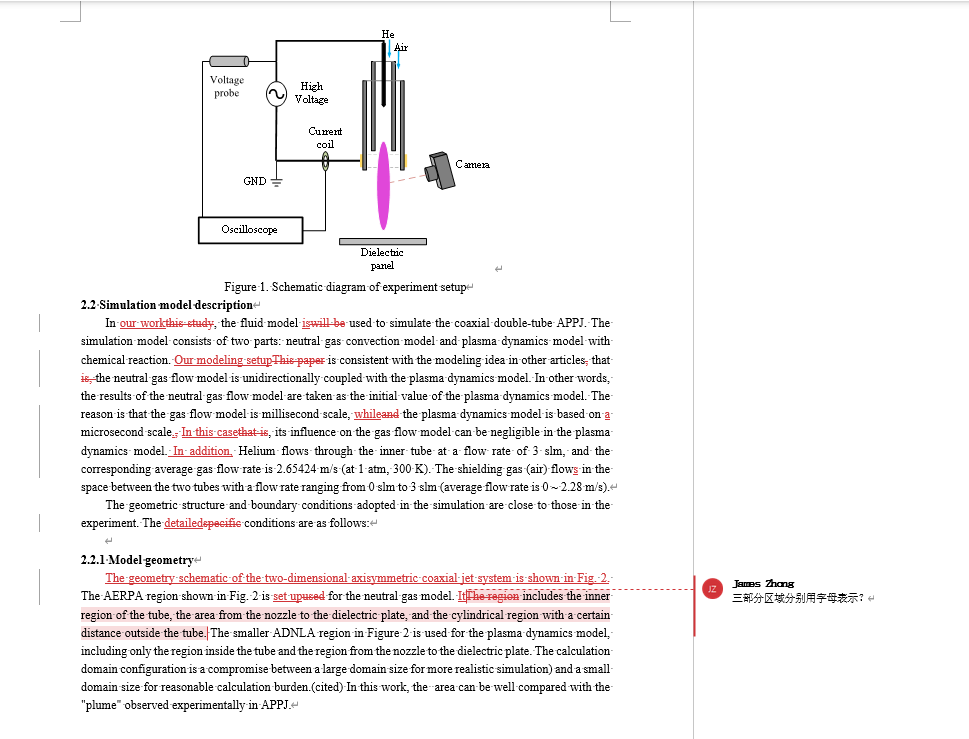 He
Air
Voltage
probe
High
Voltage
Current
coil
Camera
GND
Oscilloscope
Dielectric
panel
Figure 1. Schematic diagram of experiment setup
2.2 Simulation model description
In our workthis study, the fluid model iswill be used to simulate the coaxial double-tube APPJ. The
simulation model consists of two parts: neutral gas convection model and plasma dynamics model with
chemical reaction. Our modeling setupThis paper is consistent with the modeling idea in other articles, that
is, the neutral gas flow model is unidirectionally coupled with the plasma dynamics model. In other words,
the results of the neutral gas flow model are taken as the initial value of the plasma dynamics model. The
reason is that the gas flow model is millisecond scale, whileand the plasma dynamics model is based on a
microsecond scale., In this casethat is, its influence on the gas flow model can be negligible in the plasma
dynamics model. In addition, Helium flows through the inner tube at a flow rate of 3 slm, and the
corresponding average gas flow rate is 2.65424 m/s (at 1 atm, 300 K). The shielding gas (air) flows in the
space between the two tubes with a flow rate ranging from 0 slm to 3 slm (average flow rate is 0 ~ 2.28 m/s).
The geometric structure and boundary conditions adopted in the simulation are close to those in the
experiment. The detailedspecific conditions are as follows:
2.2.1 Model geometry
The geometry schematic of the two-dimensional axisymmetric coaxial jet system is shown in Fig. 2.
The AERPA region shown in Fig. 2 is set upused for the neutral gas model. ItThe region includes the inner
region of the tube, the area from the nozzle to the dielectric plate, and the cylindrical region with a certain
distance outside the tube. The smaller ADNLA region in Figure 2 is used for the plasma dynamics model,
including only the region inside the tube and the region from the nozzle to the dielectric plate. The calculation
domain configuration is a compromise between a large domain size for more realistic simulation) and a small
domain size for reasonable calculation burden.(cited) In this work, the area can be well compared with the
"plume" observed experimentally in APPJ.
JZ
James Zhong
三部分区域分别用字母表示？